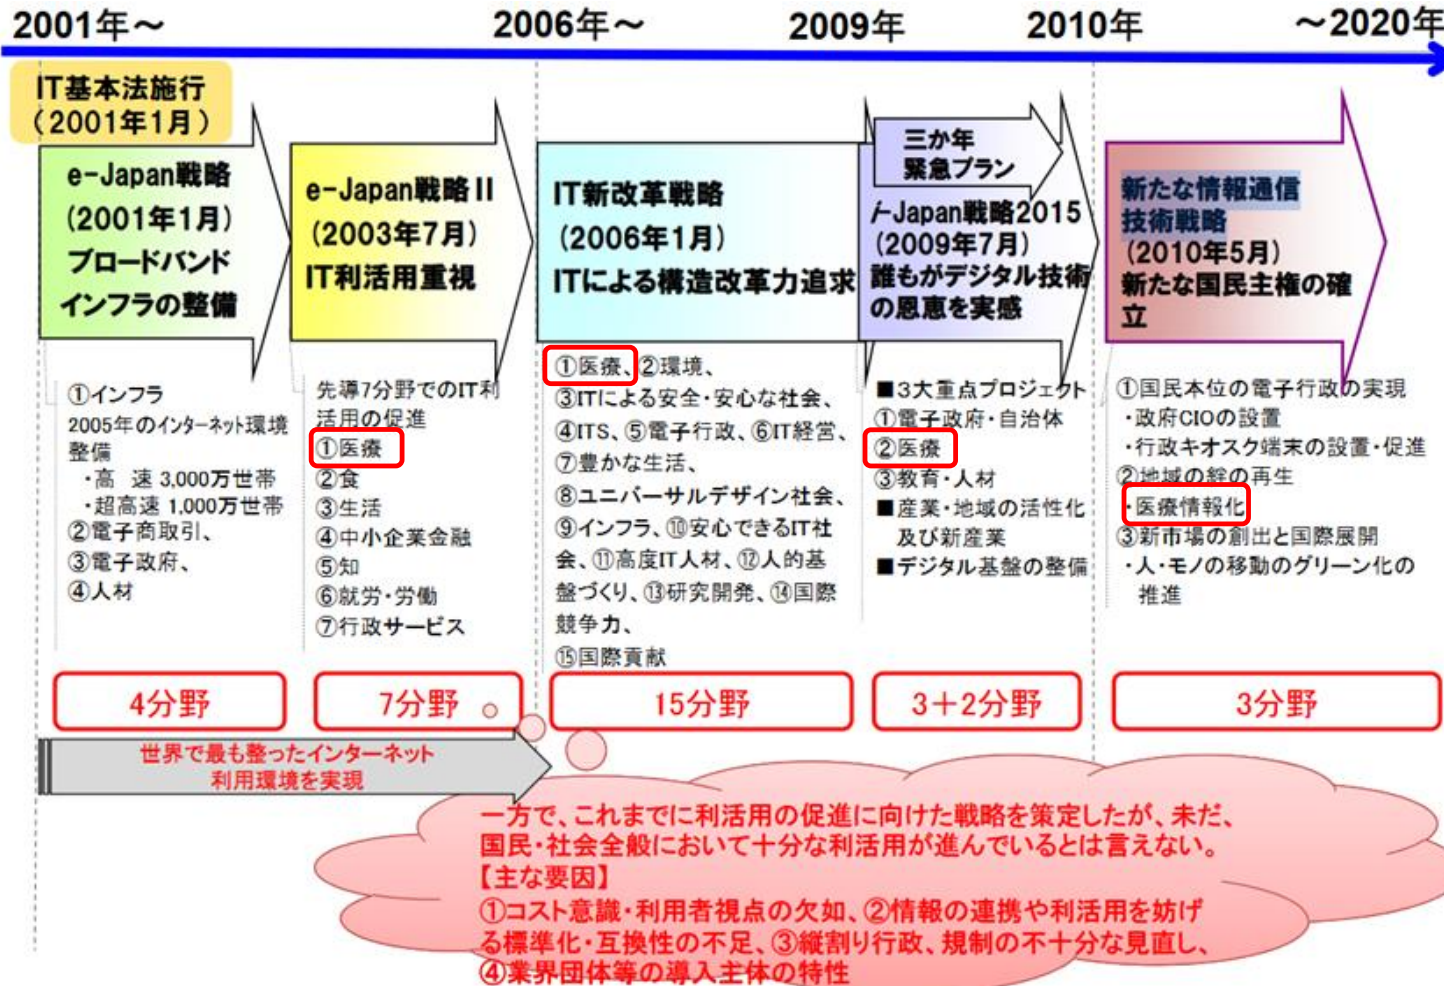 2001年～
2006年～
2009年
2010年
～2020年
IT基本法施行
（2001年1月）
e-Japan戦略
(2001年1月)
ブロードバンド
インフラの整備
e-Japan戦略Ⅱ
(2003年7月)
IT利活用重視
IT新改革戦略
(2006年1月)
ITによる構造改革力追求
三か年
緊急プラン
i-Japan戦略2015
(2009年7月)
誰もがデジタル技術
の恩恵を実感
新たな情報通信
技術戦略
(2010年5月)
新たな国民主権の確
立
①インフラ
2005年のインターネット環境
整備
・高　速 3,000万世帯
・超高速 1,000万世帯
②電子商取引、
③電子政府、
④人材
先導7分野でのIT利
活用の促進
①医療
②食
③生活
④中小企業金融
⑤知
⑥就労・労働
⑦行政サービス
①医療、②環境、
③ITによる安全・安心な社会、
④ITS、⑤電子行政、⑥IT経営、
⑦豊かな生活、
⑧ユニバーサルデザイン社会、
⑨インフラ、⑩安心できるIT社
会、⑪高度IT人材、⑫人的基
盤づくり、⑬研究開発、⑭国際
競争力、
⑮国際貢献
■３大重点プロジェクト
①電子政府・自治体
②医療
③教育・人材
■産業・地域の活性化
及び新産業
■デジタル基盤の整備
①国民本位の電子行政の実現
・政府CIOの設置
・行政キオスク端末の設置・促進
②地域の絆の再生
・医療情報化
③新市場の創出と国際展開
・人・モノの移動のグリーン化の
推進
4分野
7分野
15分野
3＋2分野
3分野
世界で最も整ったインターネット
利用環境を実現
一方で、これまでに利活用の促進に向けた戦略を策定したが、未だ、
国民・社会全般において十分な利活用が進んでいるとは言えない。
【主な要因】
①コスト意識・利用者視点の欠如、②情報の連携や利活用を妨げ
る標準化・互換性の不足、③縦割り行政、規制の不十分な見直し、
④業界団体等の導入主体の特性